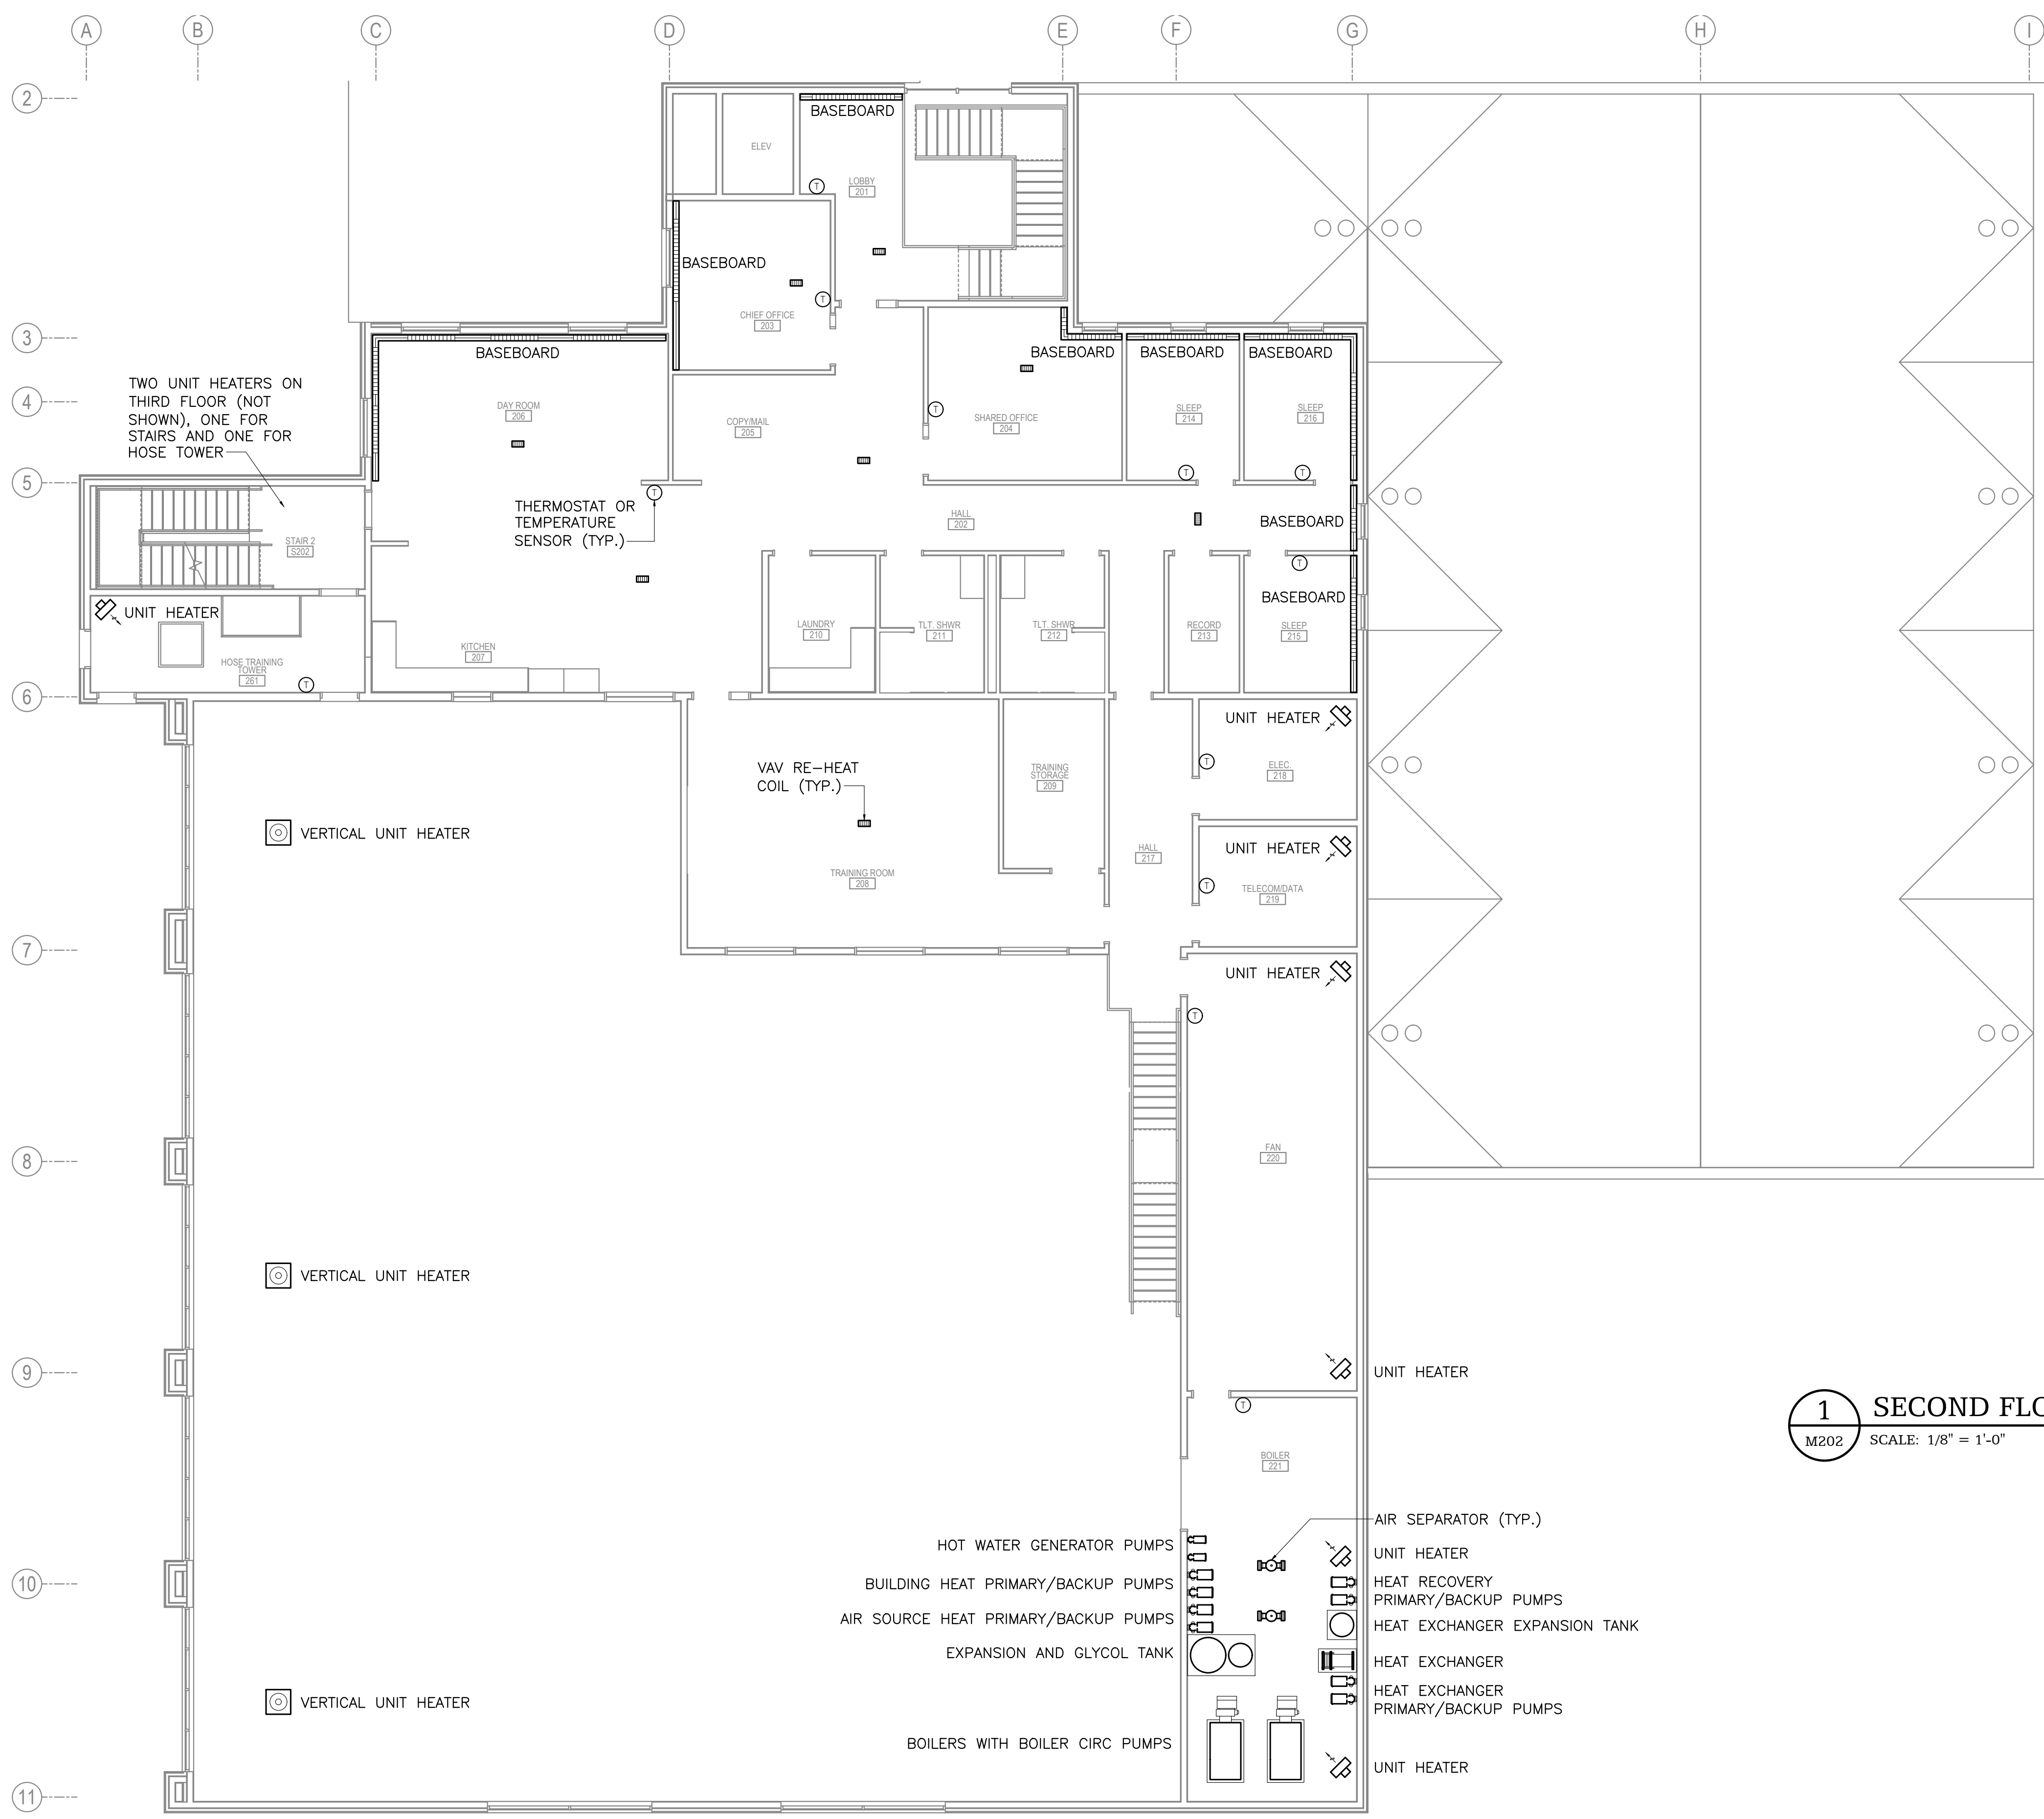 A
B
C
D
E
F
G
H
I
2
BASEBOARD
ELEV
T
LOBBY
201
BASEBOARD
T
CHIEF OFFICE
203
3
BASEBOARD
BASEBOARD
BASEBOARD
BASEBOARD
TWO UNIT HEATERS ON
THIRD FLOOR (NOT
SHOWN), ONE FOR
STAIRS AND ONE FOR
HOSE TOWER
4
DAY ROOM
206
COPY/MAIL
205
T
SHARED OFFICE
204
SLEEP
214
SLEEP
216
T
T
5
T
THERMOSTAT OR
TEMPERATURE
SENSOR (TYP.)
HALL
202
BASEBOARD
STAIR 2
S202
T
BASEBOARD
UNIT HEATER
LAUNDRY
210
TLT. SHWR
211
TLT. SHWR
212
RECORD
213
SLEEP
215
KITCHEN
207
HOSE TRAINING
TOWER
261
T
6
UNIT HEATER
T
ELEC.
218
VAV RE-HEAT
COIL (TYP.)
TRAINING
STORAGE
209
VERTICAL UNIT HEATER
UNIT HEATER
HALL
217
TRAINING ROOM
208
T
TELECOM/DATA
219
7
UNIT HEATER
T
8
FAN
220
VERTICAL UNIT HEATER
9
UNIT HEATER
T
1
M202
SECOND FLO
SCALE: 1/8" = 1'-0"
BOILER
221
AIR SEPARATOR (TYP.)
HOT WATER GENERATOR PUMPS
UNIT HEATER
10
BUILDING HEAT PRIMARY/BACKUP PUMPS
HEAT RECOVERY
PRIMARY/BACKUP PUMPS
AIR SOURCE HEAT PRIMARY/BACKUP PUMPS
HEAT EXCHANGER EXPANSION TANK
EXPANSION AND GLYCOL TANK
HEAT EXCHANGER
HEAT EXCHANGER
PRIMARY/BACKUP PUMPS
VERTICAL UNIT HEATER
BOILERS WITH BOILER CIRC PUMPS
UNIT HEATER
11